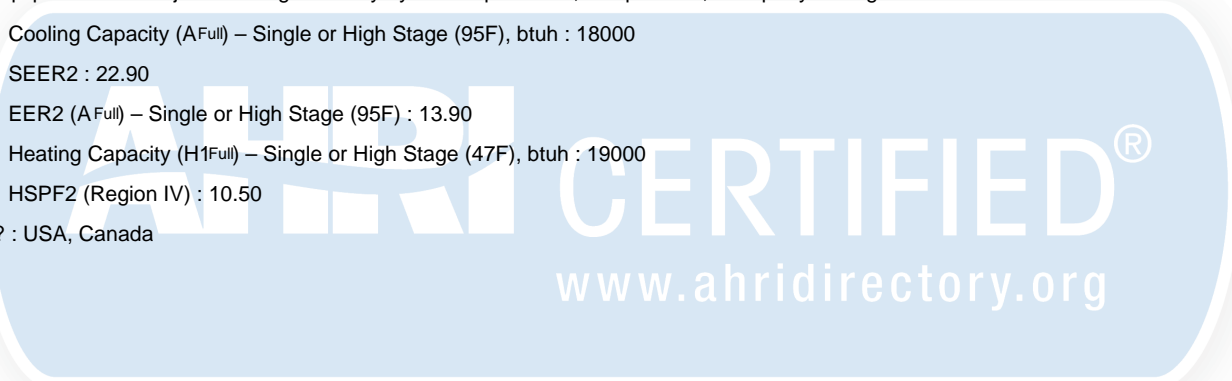 Cooling Capacity (AFull) – Single or High Stage (95F), btuh : 18000
SEER2 : 22.90
EER2 (AFull) – Single or High Stage (95F) : 13.90
Heating Capacity (H1Full) – Single or High Stage (47F), btuh : 19000
HSPF2 (Region IV) : 10.50
? : USA, Canada
AHRI CERTIFIED®
www.ahridirectory.org